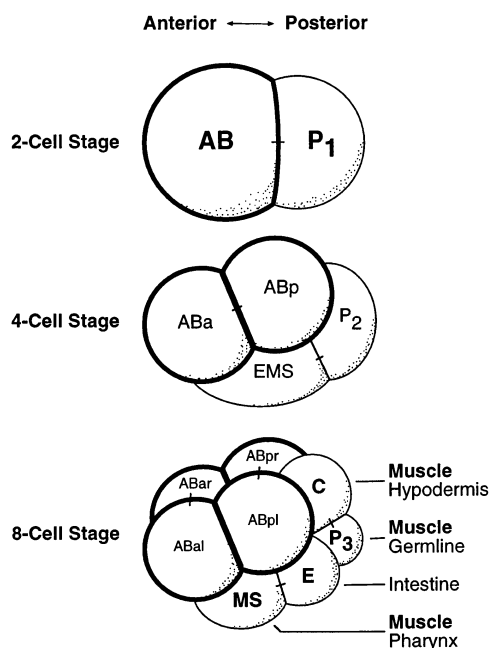 Anterior ↔ Posterior
2-Cell Stage
AB
P1
4-Cell Stage
ABa
ABp
P2
EMS
8-Cell Stage
ABpr
ABar
C
ABpl
ABal
P3
E
MS
Muscle
Hypodermis
Muscle
Germline
Intestine
Muscle
Pharynx